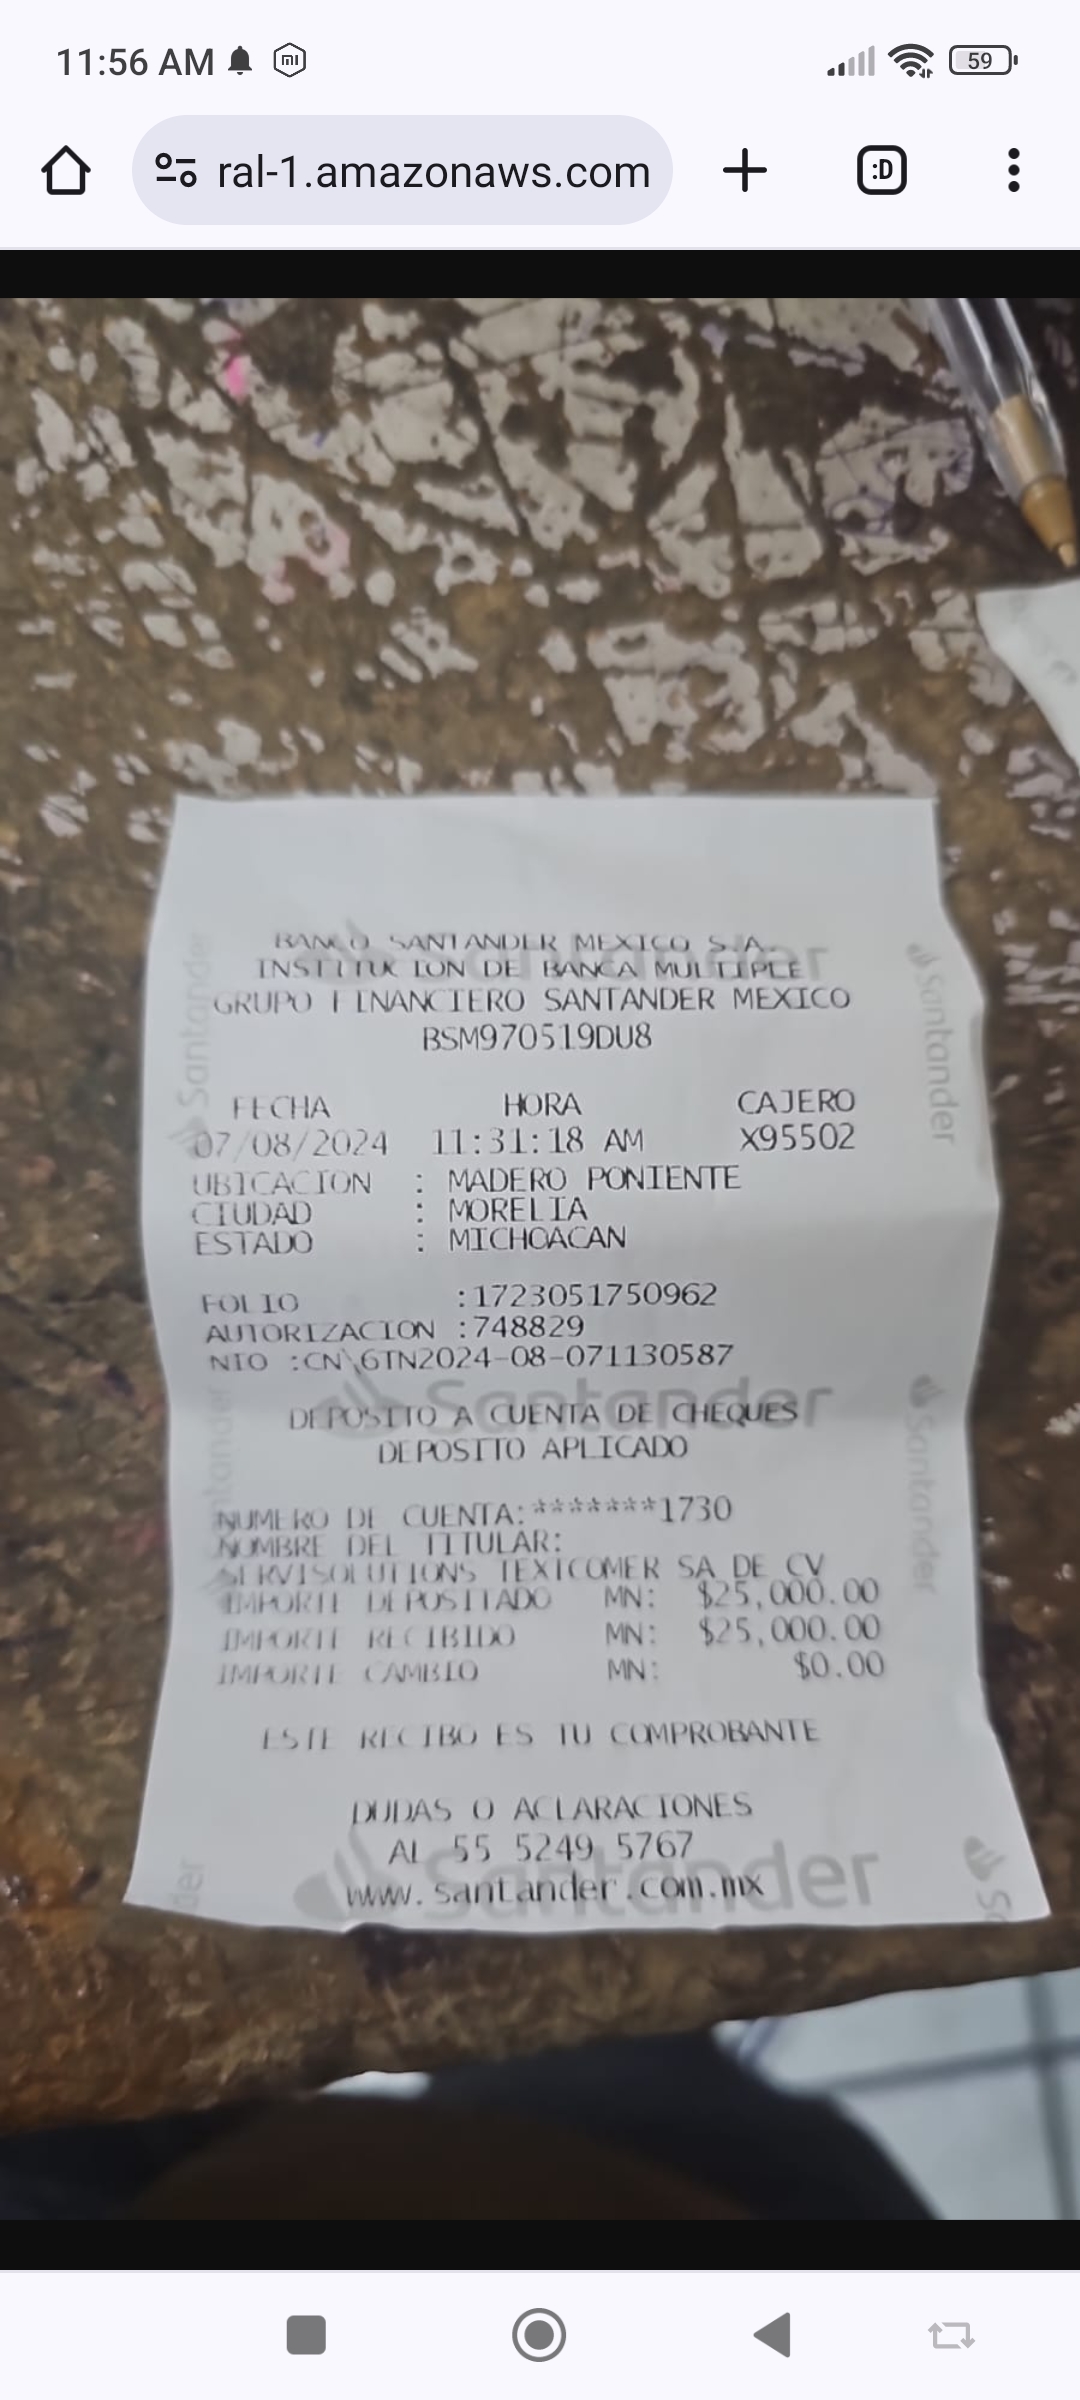 11:56 AM
59
ral-1.amazonaws.com
:D
BANCO SANTANDER MEXICO S.A.
INSTITUCION DE BANCA MULTIPLE
GRUPO FINANCIERO SANTANDER MEXICO
BSM970519DU8
FECHA HORA CAJERO
07/08/2024 11:31:18 AM X95502
UBICACION : MADERO PONIENTE
CIUDAD : MORELIA
ESTADO : MICHOACAN
FOLIO :1723051750962
AUTORIZACION :748829
NIO :CN\6TN2024-08-071130587
DEPOSITO A CUENTA DE CHEQUES
DEPOSITO APLICADO
NUMERO DE CUENTA:*******1730
NOMBRE DEL TITULAR:
SERVISOLUTIONS TEXICOMER SA DE CV
IMPORTE DEPOSITADO MN: $25,000.00
IMPORTE RECIBIDO MN: $25,000.00
IMPORTE CAMBIO MN: $0.00
ESTE RECIBO ES TU COMPROBANTE
DUDAS O ACLARACIONES
AL 55 5249 5767
www.santander.com.mx
Santander
Santander
Santander
Santander
Santander